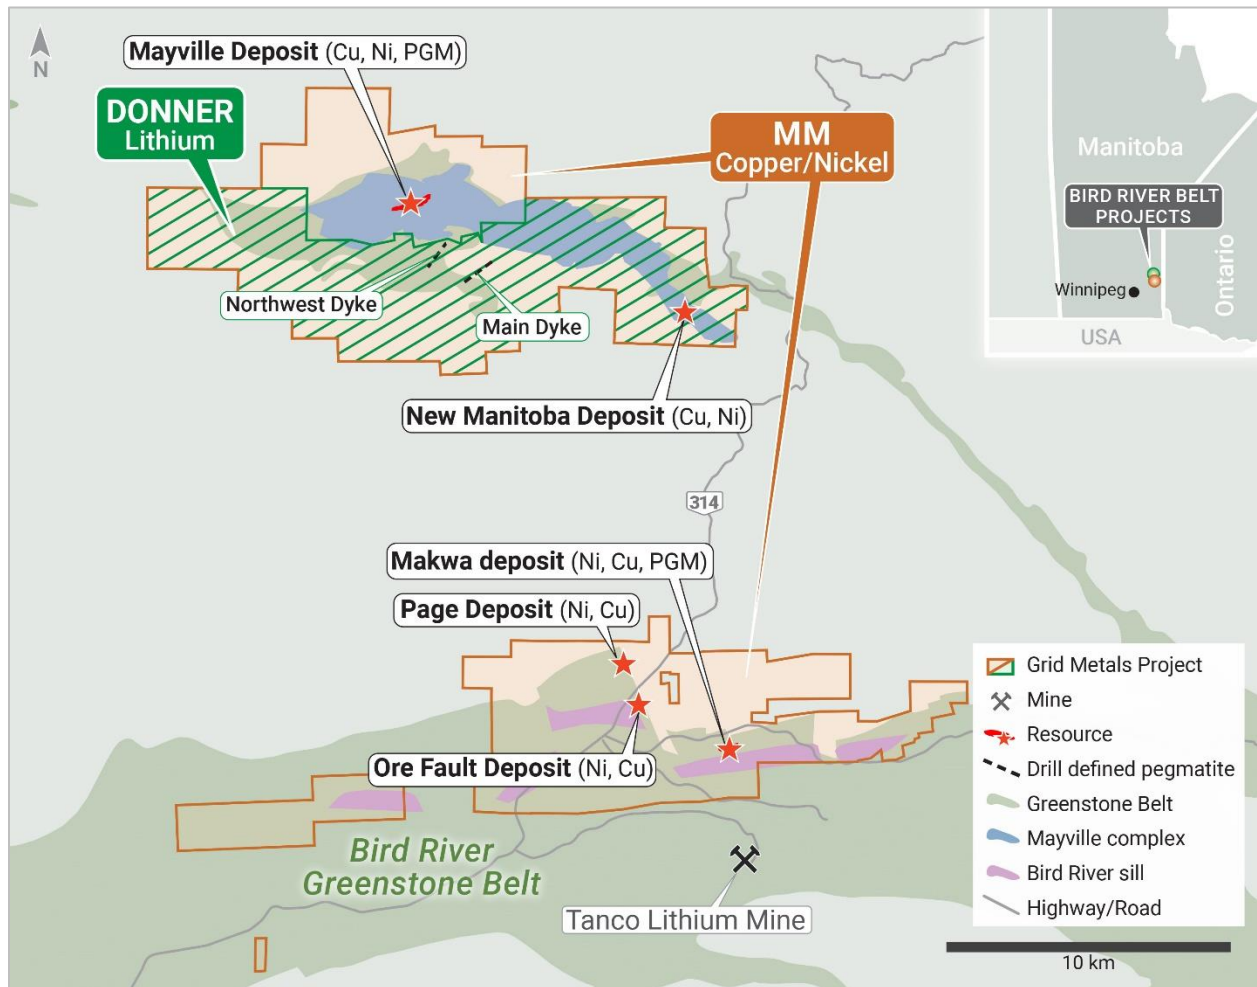 N
Mayville Deposit (Cu, Ni, PGM)
DONNER
Lithium
MM
Copper/Nickel
Manitoba
BIRD RIVER BELT
PROJECTS
Ontario
Winnipeg
USA
Northwest Dyke
Main Dyke
New Manitoba Deposit (Cu, Ni)
314
Makwa deposit (Ni, Cu, PGM)
Page Deposit (Ni, Cu)
Ore Fault Deposit (Ni, Cu)
Bird River
Greenstone Belt
Tanco Lithium Mine
Grid Metals Project
Mine
Resource
Drill defined pegmatite
Greenstone Belt
Mayville complex
Bird River sill
Highway/Road
10 km